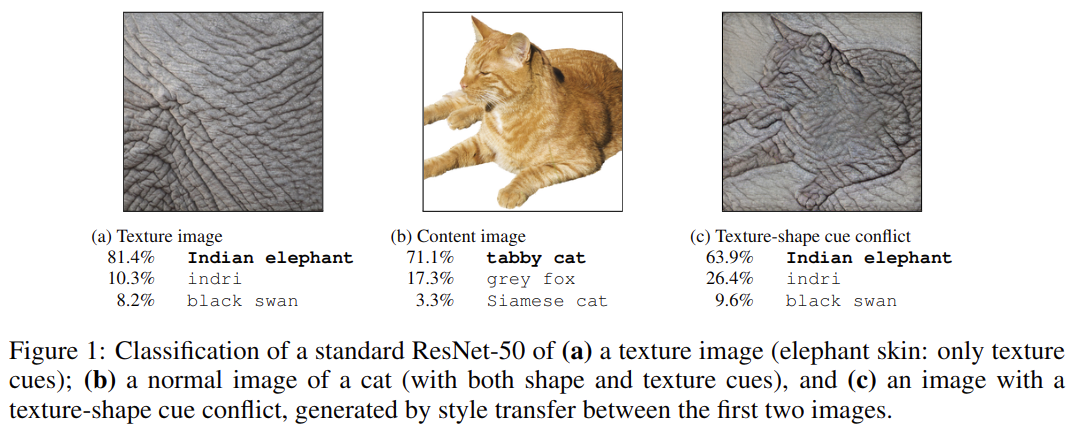 (a) Texture image
81.4% Indian elephant
10.3% indri
8.2% black swan
(b) Content image
71.1% tabby cat
17.3% grey fox
3.3% Siamese cat
(c) Texture-shape cue conflict
63.9% Indian elephant
26.4% indri
9.6% black swan
Figure 1: Classification of a standard ResNet-50 of (a) a texture image (elephant skin: only texture
cues); (b) a normal image of a cat (with both shape and texture cues), and (c) an image with a
texture-shape cue conflict, generated by style transfer between the first two images.